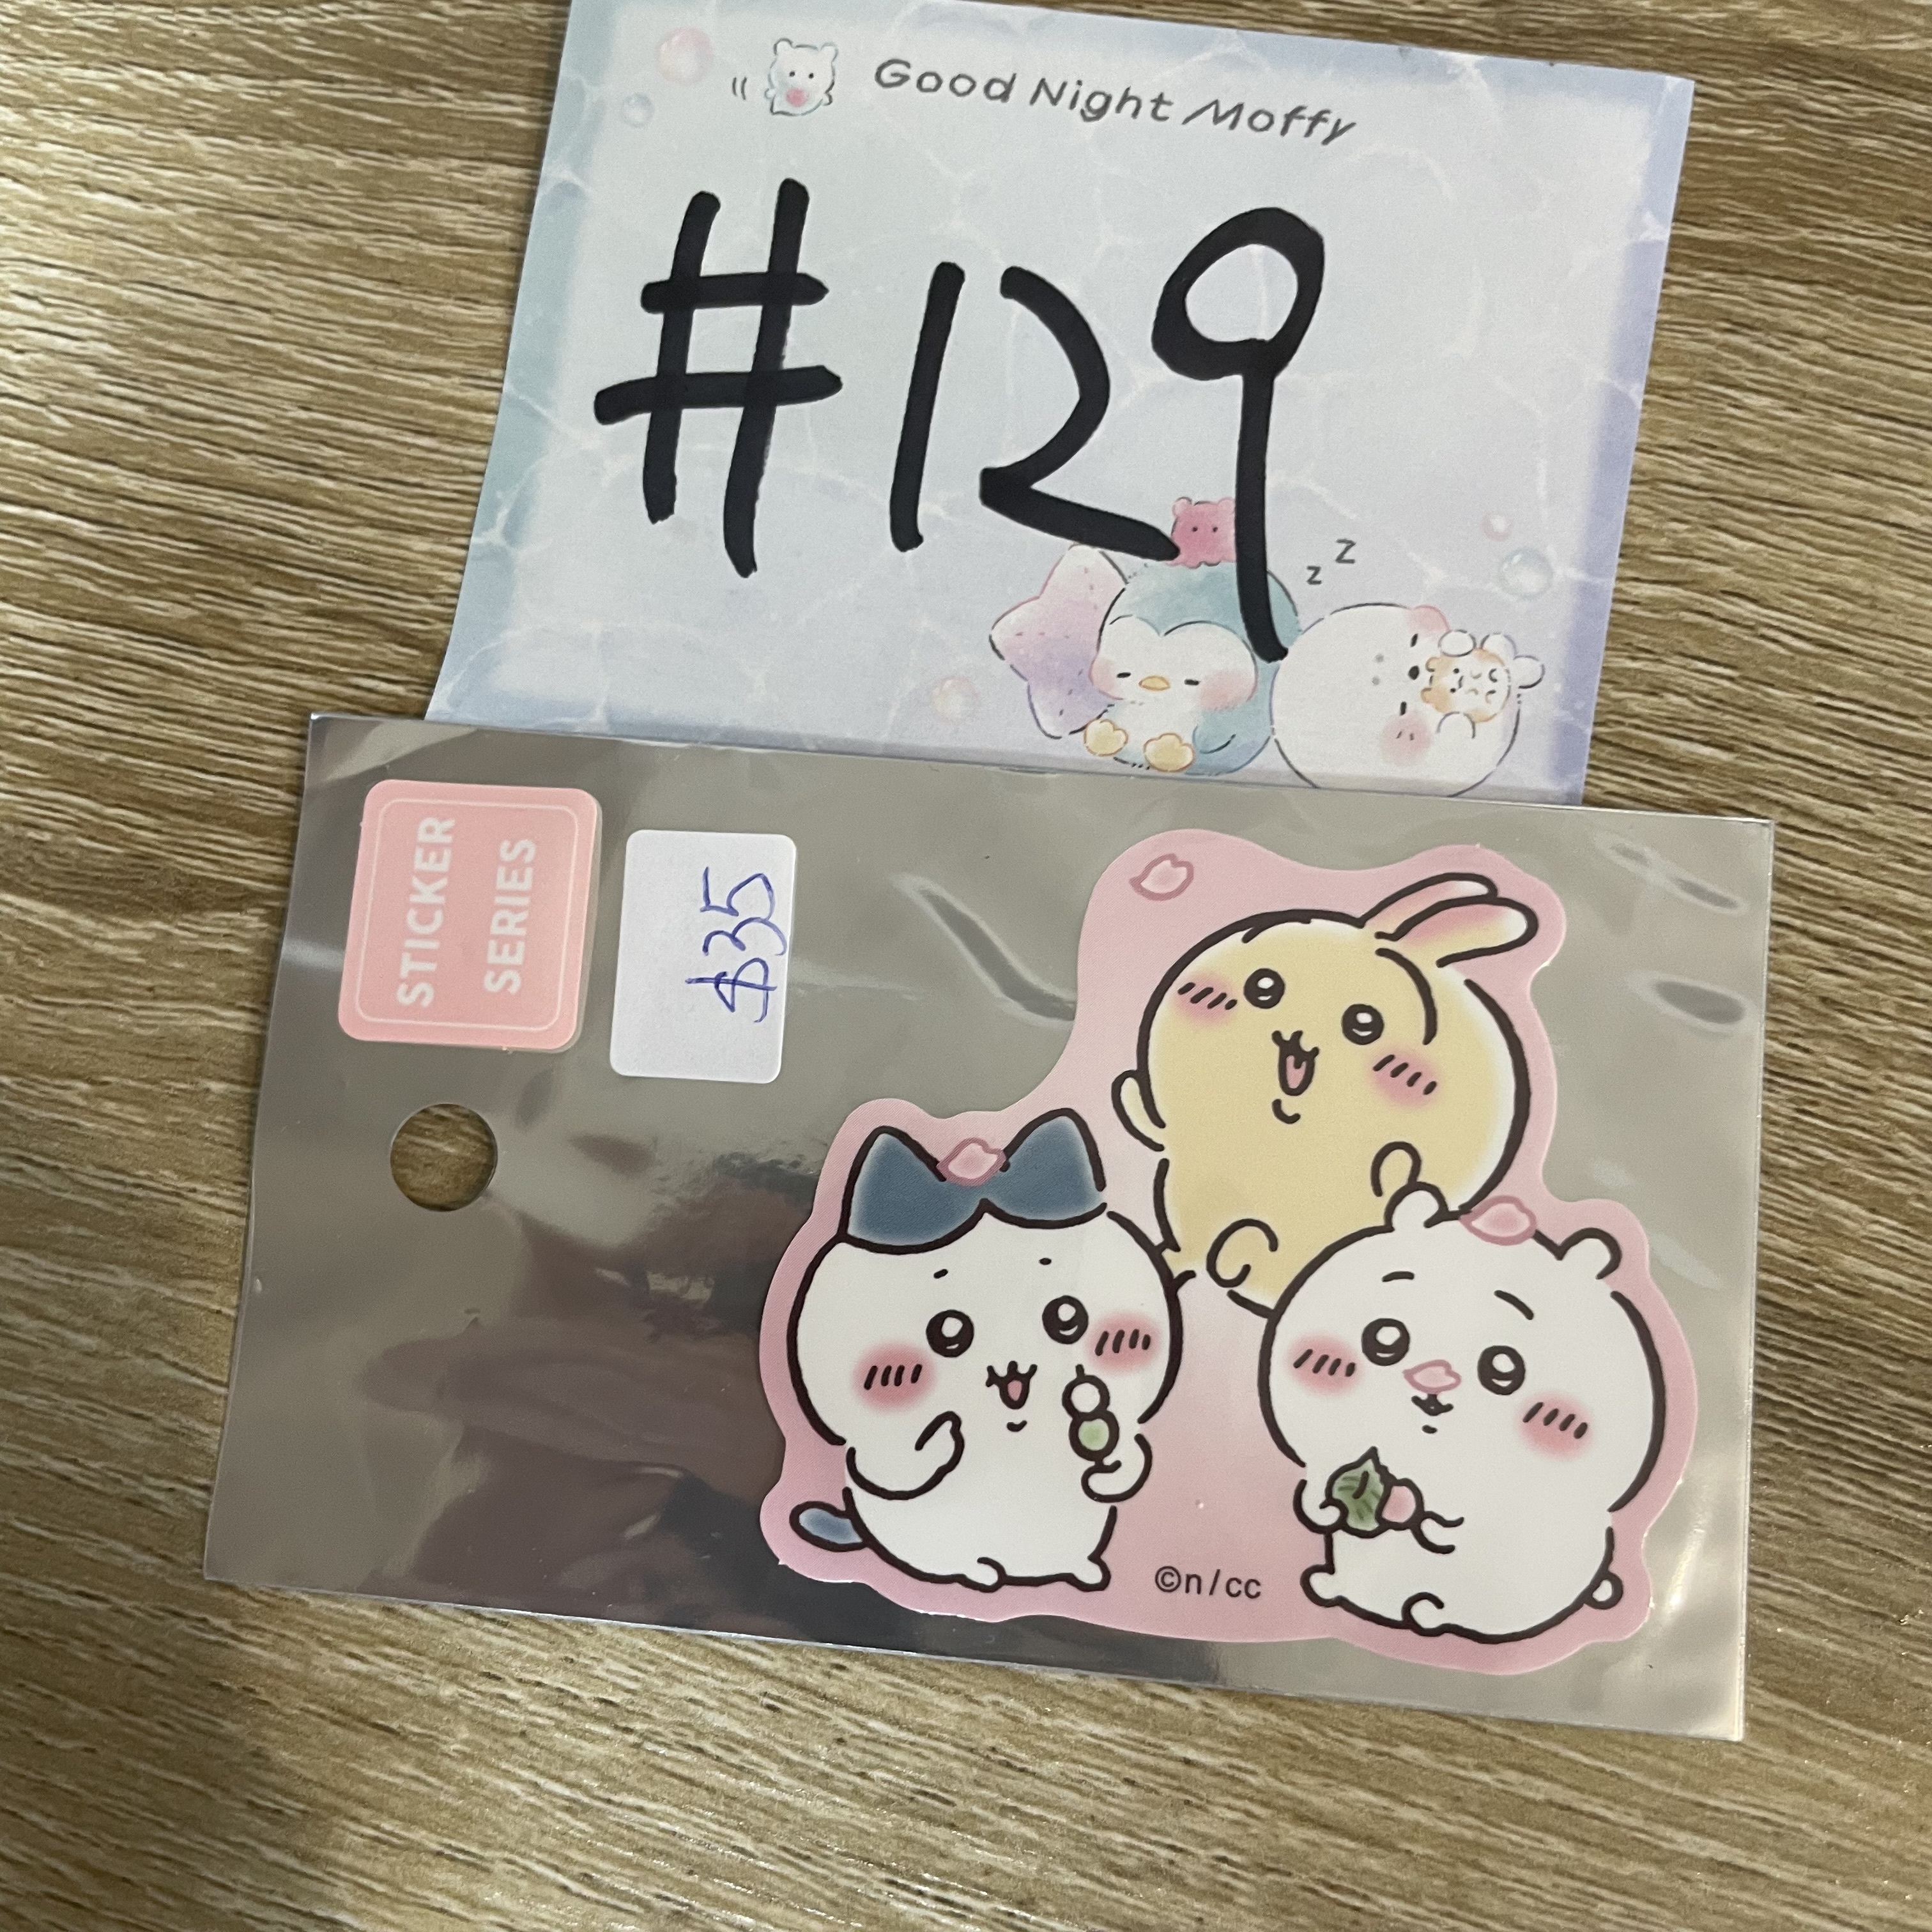 Good Night Moffy
#129
z z
STICKER
SERIES
$35
©n/cc